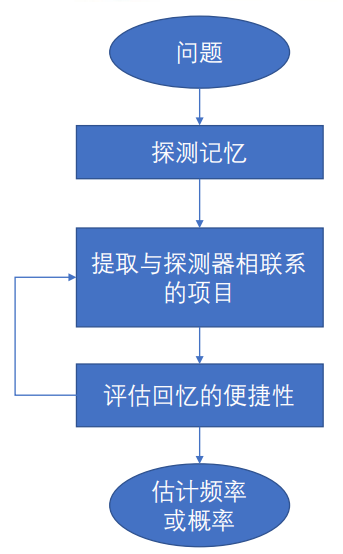 问题
探测记忆
提取与探测器相联系
的项目
评估回忆的便捷性
估计频率
或概率